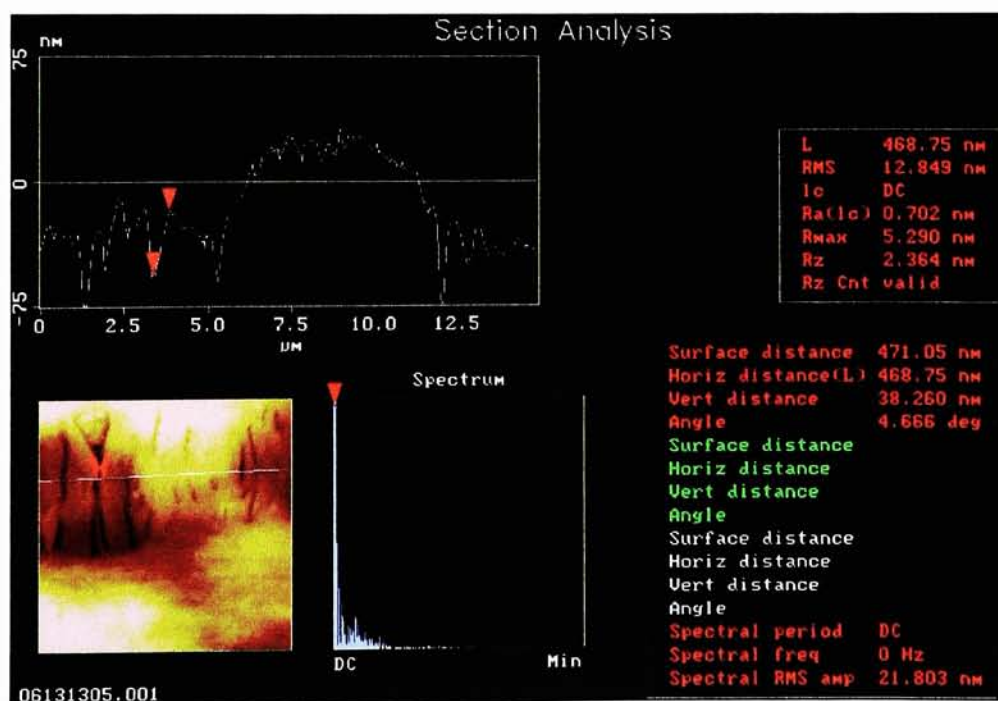 Section Analysis
nM
75
0
-75
0 2.5 5.0 7.5 10.0 12.5
µM
L 468.75 nM
RMS 12.849 nM
lc DC
Ra(lc) 0.702 nM
Rmax 5.290 nM
Rz 2.364 nM
Rz Cnt valid
Surface distance 471.05 nM
Horiz distance(L) 468.75 nM
Vert distance 38.260 nM
Angle 4.666 deg
Surface distance
Horiz distance
Vert distance
Angle
Surface distance
Horiz distance
Vert distance
Angle
Spectral period DC
Spectral freq 0 Hz
Spectral RMS amp 21.803 nM
Spectrum
DC Min
06131305.001